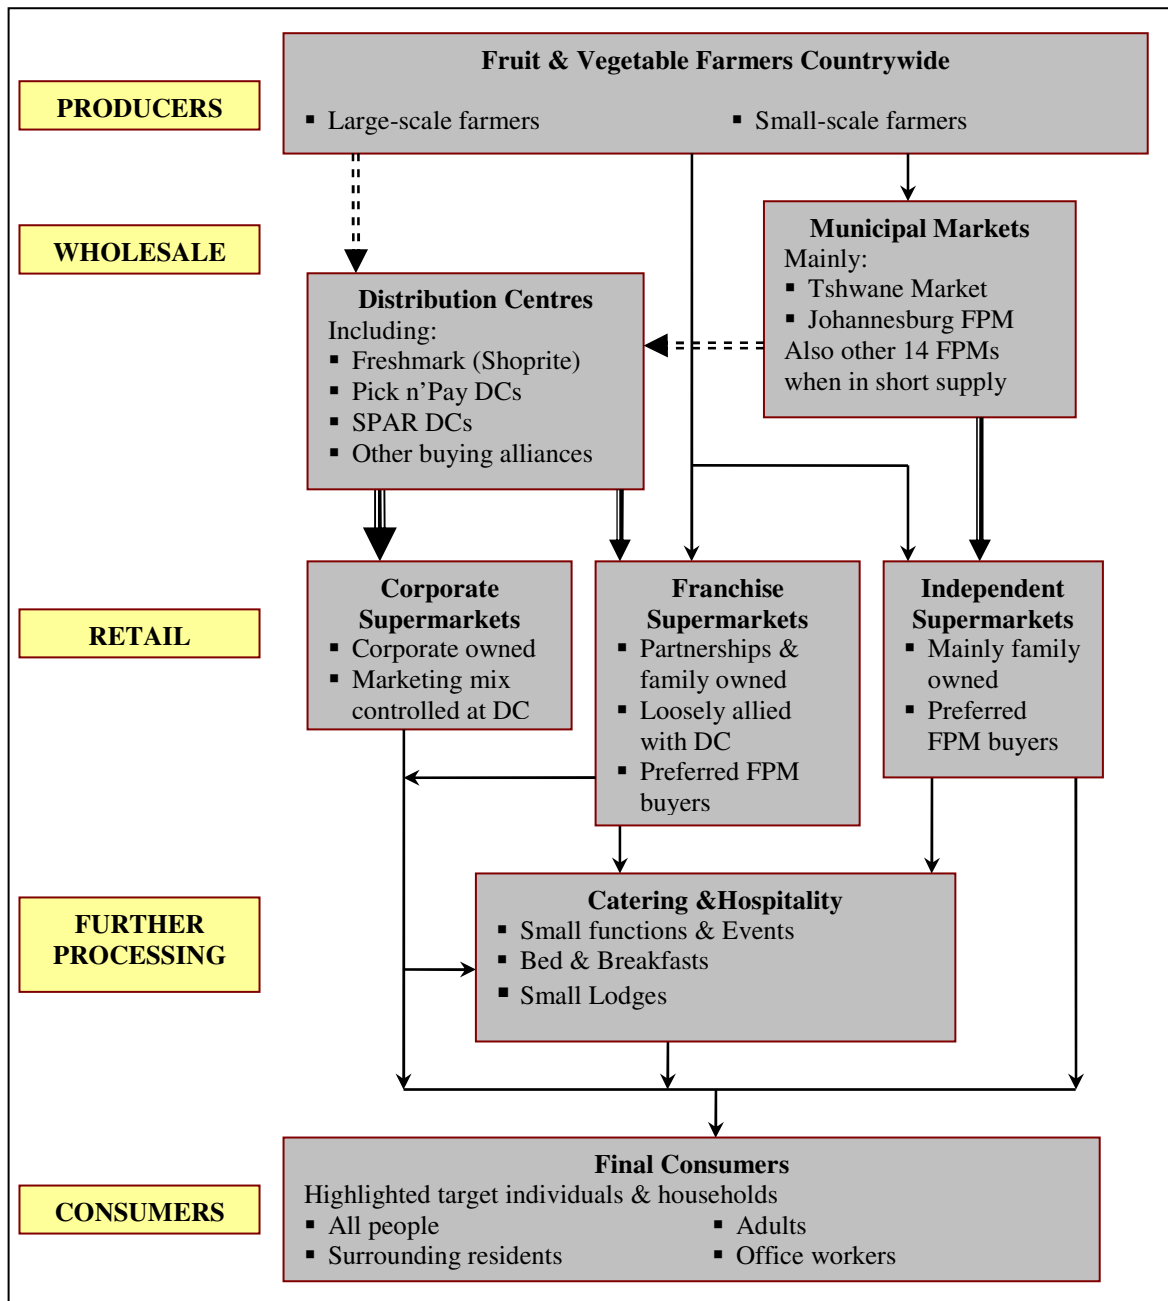 Fruit & Vegetable Farmers Countrywide
PRODUCERS
▪ Large-scale farmers
▪ Small-scale farmers
WHOLESALE
Municipal Markets
Mainly:
▪ Tshwane Market
▪ Johannesburg FPM
Also other 14 FPMs
when in short supply
Distribution Centres
Including:
▪ Freshmark (Shoprite)
▪ Pick n’Pay DCs
▪ SPAR DCs
▪ Other buying alliances
RETAIL
Corporate
Supermarkets
▪ Corporate owned
▪ Marketing mix
controlled at DC
Franchise
Supermarkets
▪ Partnerships &
family owned
▪ Loosely allied
with DC
▪ Preferred FPM
buyers
Independent
Supermarkets
▪ Mainly family
owned
▪ Preferred
FPM buyers
FURTHER
PROCESSING
Catering &Hospitality
▪ Small functions & Events
▪ Bed & Breakfasts
▪ Small Lodges
CONSUMERS
Final Consumers
Highlighted target individuals & households
▪ All people
▪ Adults
▪ Surrounding residents
▪ Office workers